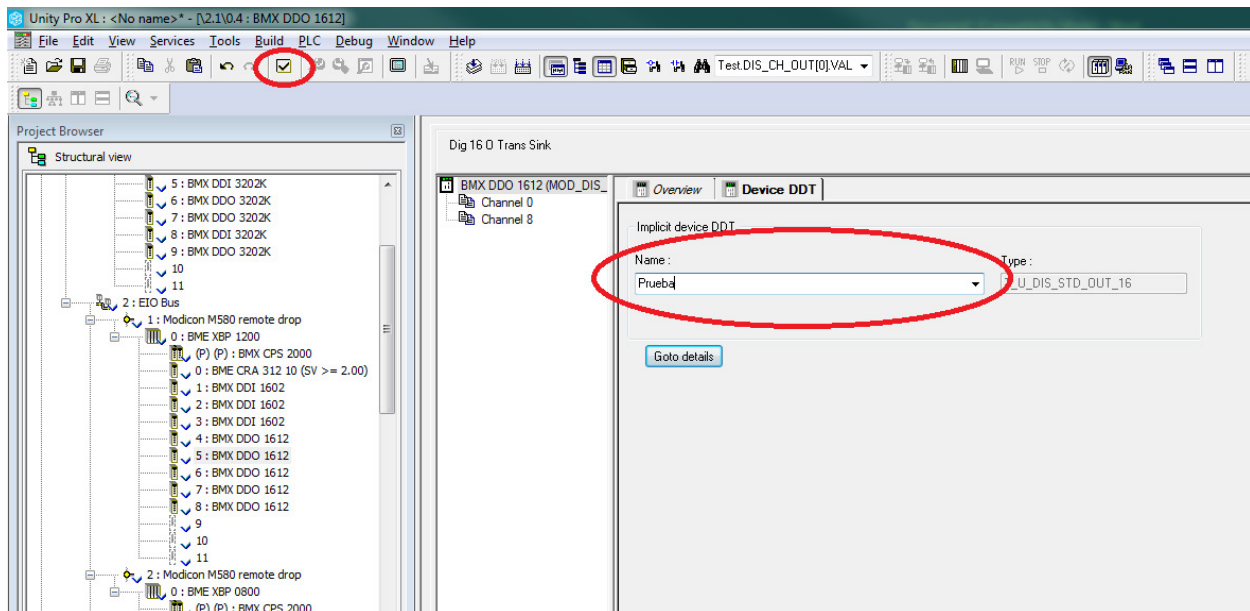 Unity Pro XL : <No name>* - [\2.1\0.4 : BMX DDO 1612]
File Edit View Services Tools Build PLC Debug Window Help
Test.DIS_CH_OUT[0].VAL
RUN STOP
Project Browser
Structural view
5 : BMX DDI 3202K
6 : BMX DDO 3202K
7 : BMX DDO 3202K
8 : BMX DDI 3202K
9 : BMX DDO 3202K
10
11
2 : EIO Bus
1 : Modicon M580 remote drop
0 : BME XBP 1200
(P) (P) : BMX CPS 2000
0 : BME CRA 312 10 (SV >= 2.00)
1 : BMX DDI 1602
2 : BMX DDI 1602
3 : BMX DDI 1602
4 : BMX DDO 1612
5 : BMX DDO 1612
6 : BMX DDO 1612
7 : BMX DDO 1612
8 : BMX DDO 1612
9
10
11
2 : Modicon M580 remote drop
0 : BME XBP 0800
(P) (P) : BMX CPS 2000
Dig 16 O Trans Sink
BMX DDO 1612 (MOD_DIS_
Channel 0
Channel 8
Overview Device DDT
Implicit device DDT
Name :
Prueba
Type :
T_U_DIS_STD_OUT_16
Goto details